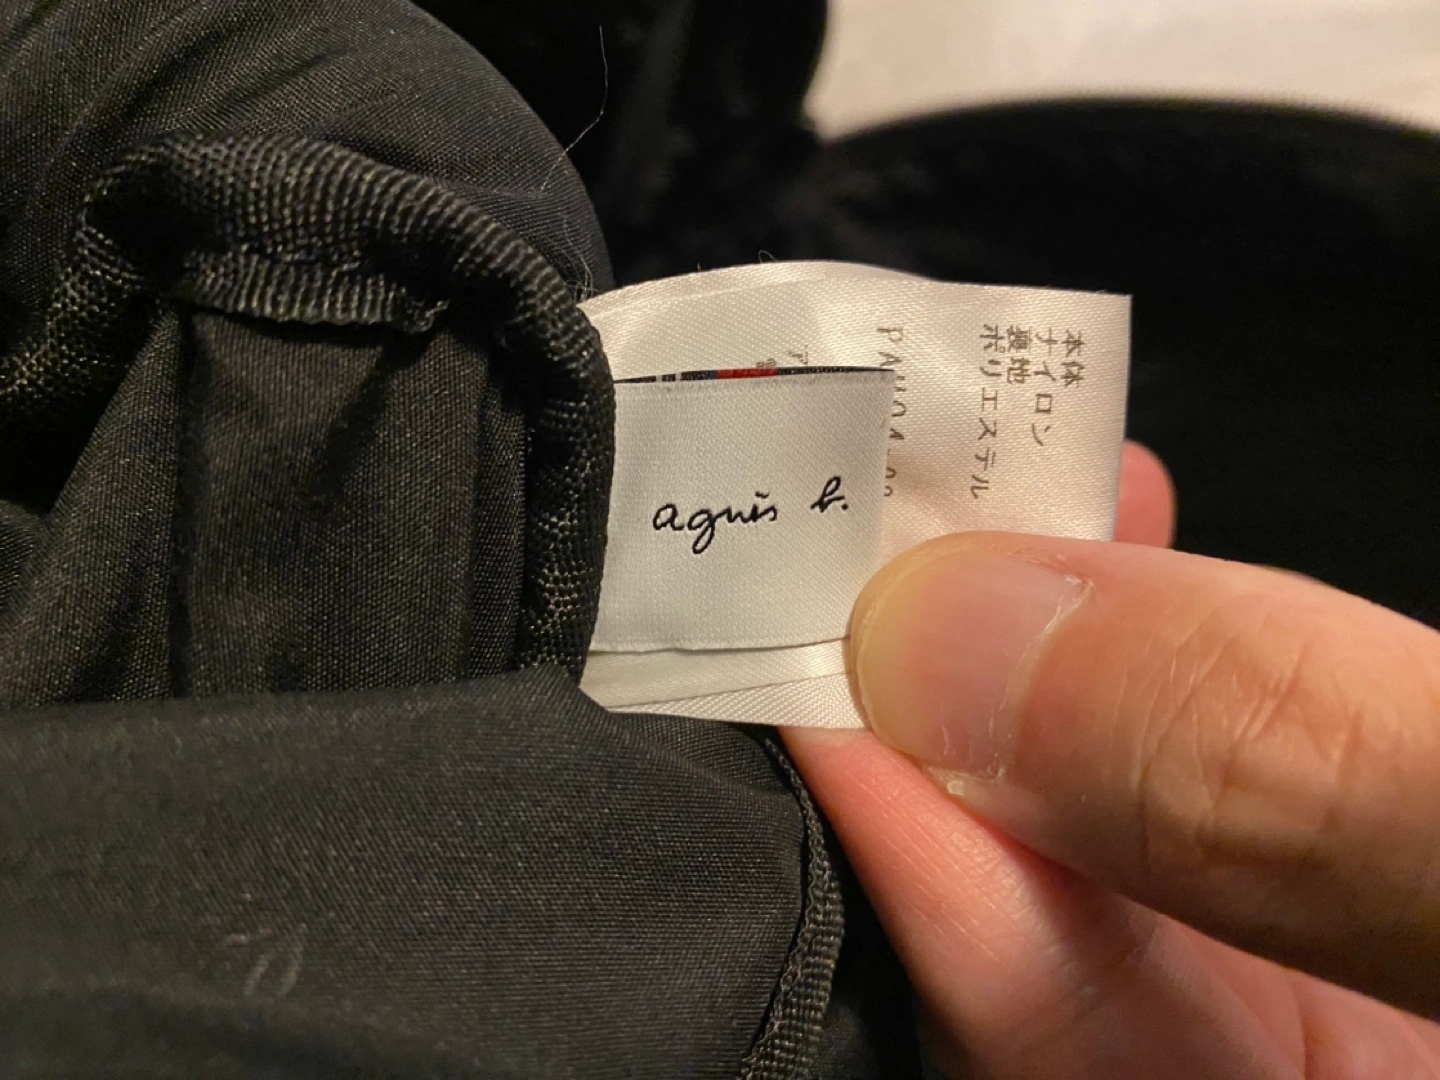 agnès b.
本体
ナイロン
裏地
ポリエステル